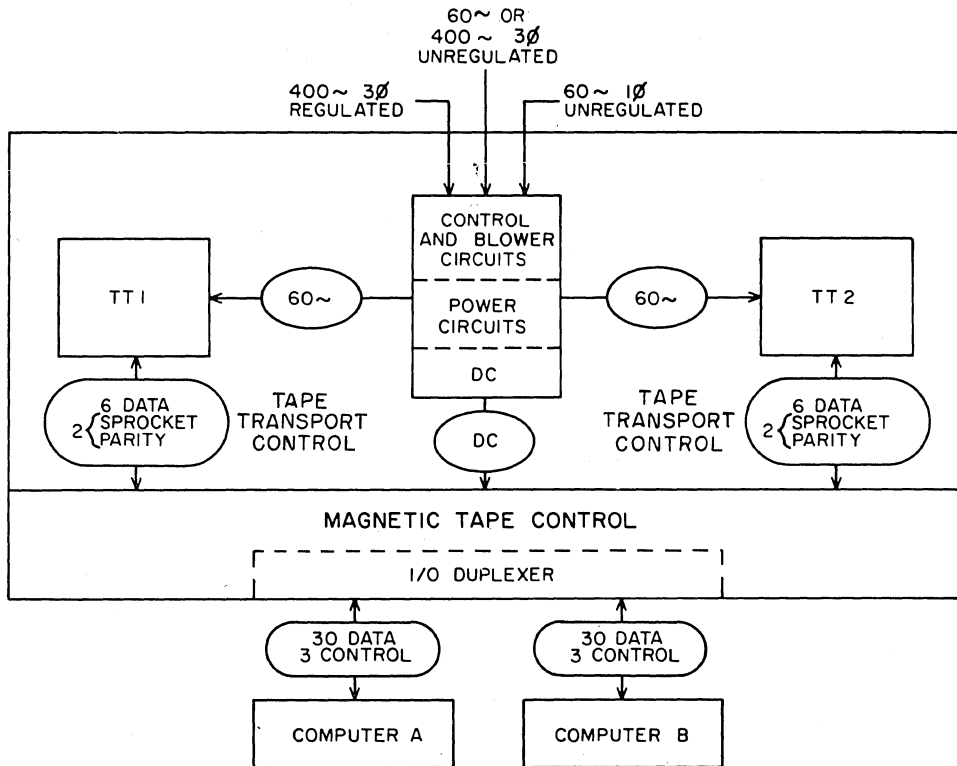 60~ OR
400~ 3Ø
UNREGULATED
400~ 3Ø
REGULATED
60~ 1Ø
UNREGULATED
CONTROL
AND BLOWER
CIRCUITS
TT 1
60~
POWER
CIRCUITS
60~
TT 2
DC
6 DATA
2{SPROCKET
PARITY
TAPE
TRANSPORT
CONTROL
DC
TAPE
TRANSPORT
CONTROL
6 DATA
2{SPROCKET
PARITY
MAGNETIC TAPE CONTROL
I/O DUPLEXER
30 DATA
3 CONTROL
30 DATA
3 CONTROL
COMPUTER A
COMPUTER B